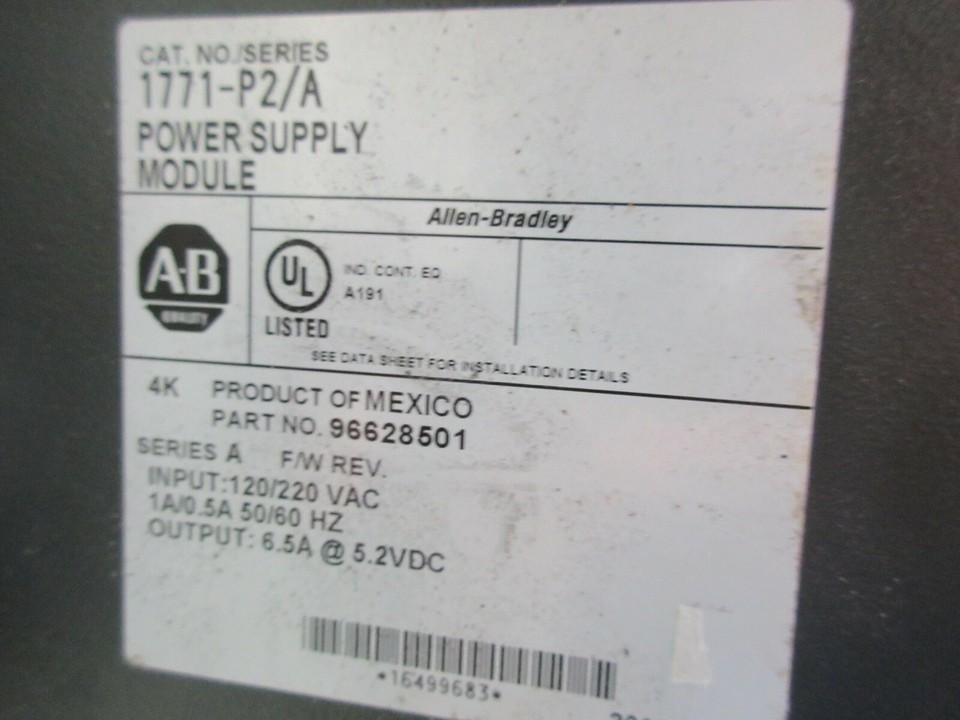 CAT. NO./SERIES
1771-P2/A
POWER SUPPLY
MODULE
Allen-Bradley
A-B
QUALITY
UL
LISTED
IND. CONT. EQ.
A191
SEE DATA SHEET FOR INSTALLATION DETAILS
4K PRODUCT OF MEXICO
PART NO. 96628501
SERIES A F/W REV.
INPUT:120/220 VAC
1A/0.5A 50/60 HZ
OUTPUT: 6.5A @ 5.2VDC
*16499683*